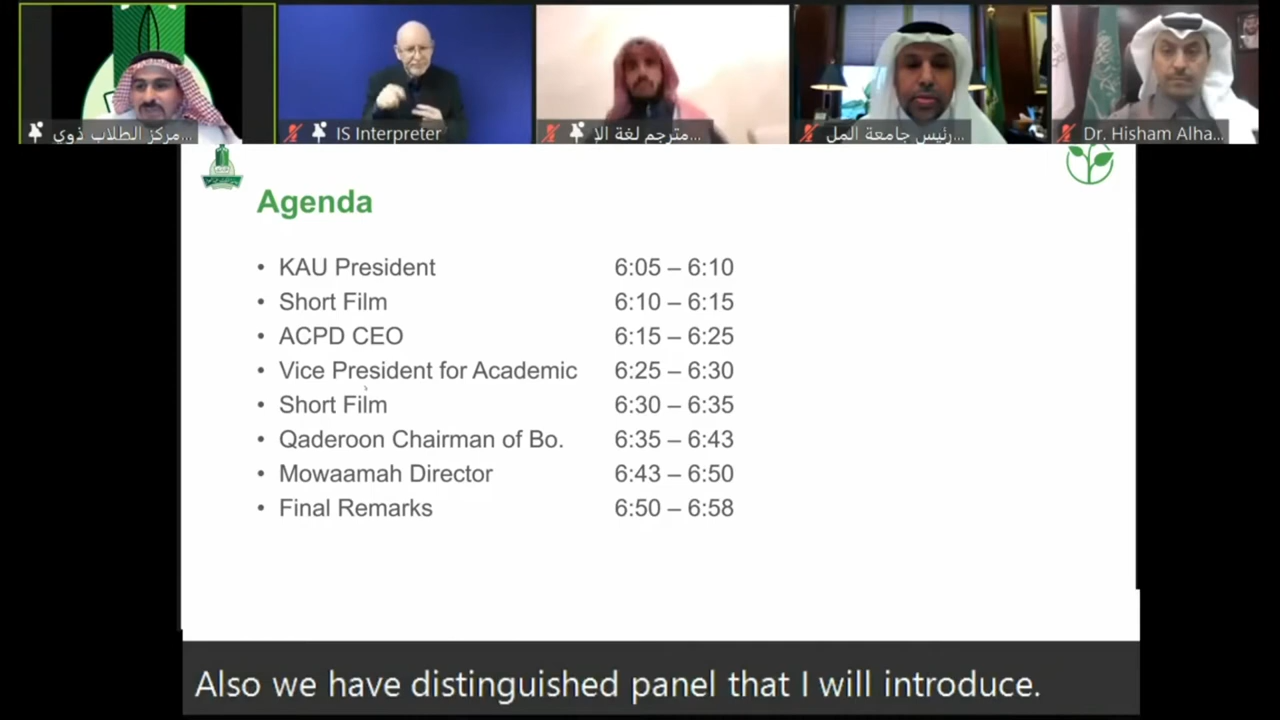 مركز الطلاب ذوي...
IS Interpreter
مترجم لغة الإ...
رئيس جامعة المل...
Dr. Hisham Alha...
Agenda
• KAU President 6:05 – 6:10
• Short Film 6:10 – 6:15
• ACPD CEO 6:15 – 6:25
• Vice President for Academic 6:25 – 6:30
• Short Film 6:30 – 6:35
• Qaderoon Chairman of Bo. 6:35 – 6:43
• Mowaamah Director 6:43 – 6:50
• Final Remarks 6:50 – 6:58
Also we have distinguished panel that I will introduce.